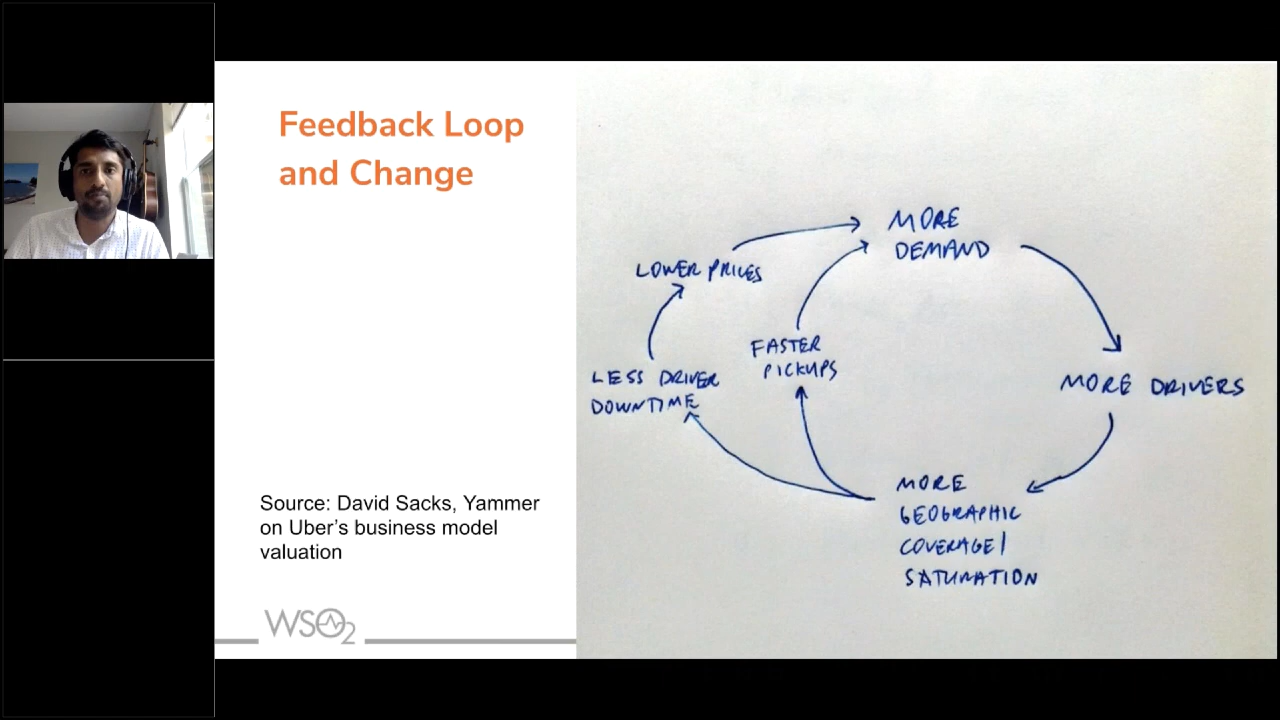 Feedback Loop
and Change
Source: David Sacks, Yammer
on Uber's business model
valuation
WSO2
MORE
DEMAND
LOWER PRICES
FASTER
PICKUPS
LESS DRIVER
DOWNTIME
MORE DRIVERS
MORE
GEOGRAPHIC
COVERAGE/
SATURATION